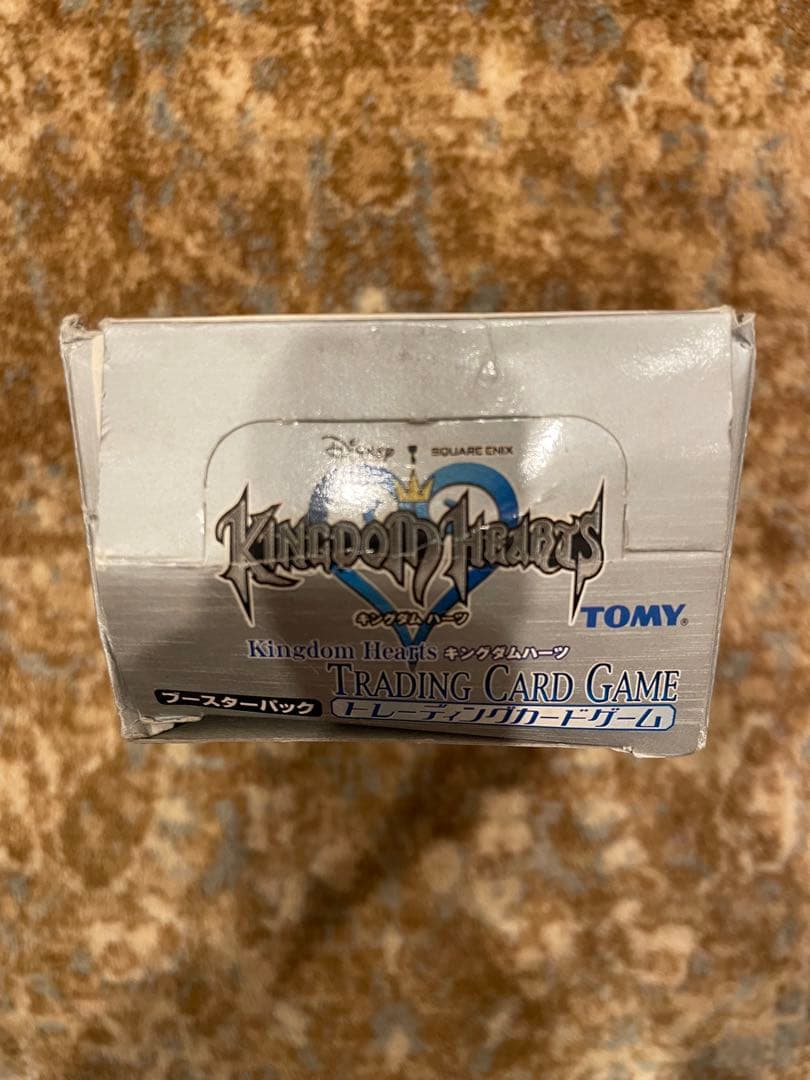 Disney SQUARE ENIX
KINGDOM HEARTS
キングダム ハーツ
TOMY
Kingdom Hearts キングダムハーツ
TRADING CARD GAME
ブースターパック
トレーディングカードゲーム